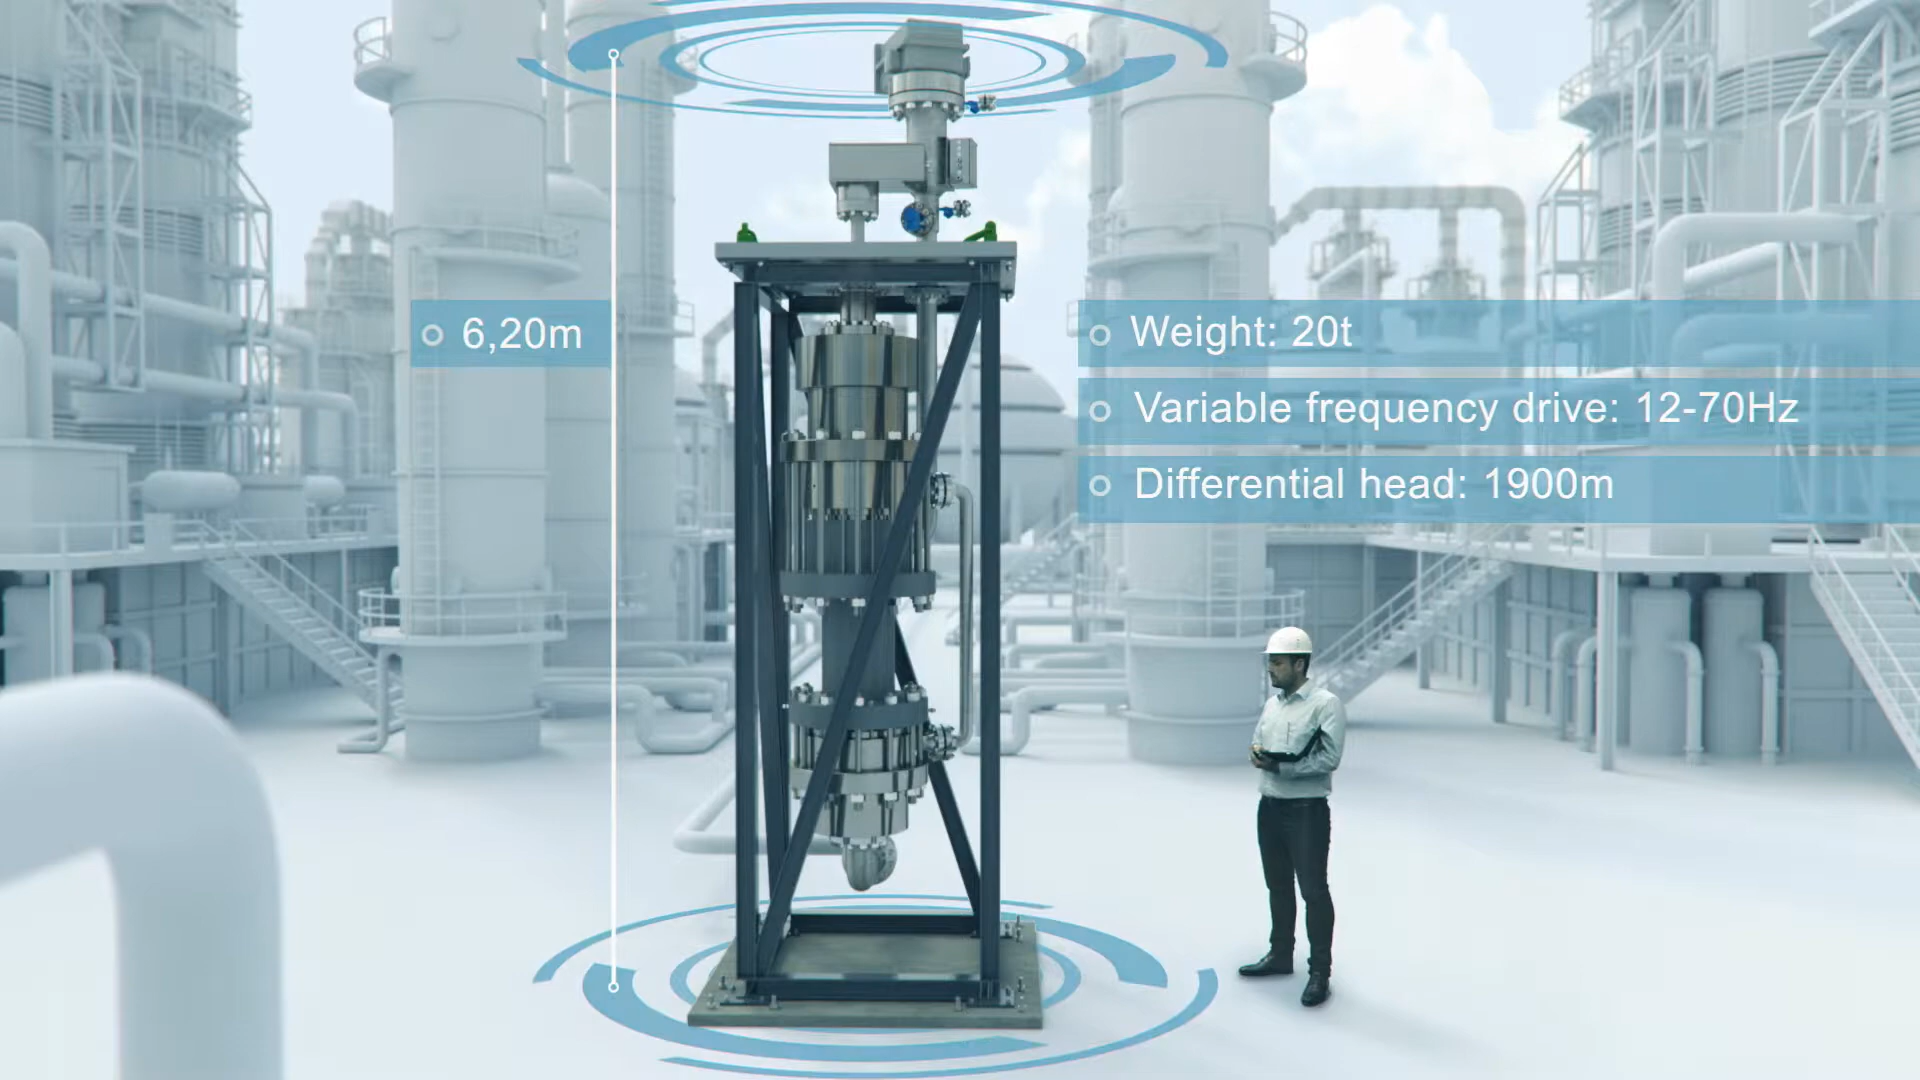 6,20m
Weight: 20t
Variable frequency drive: 12-70Hz
Differential head: 1900m